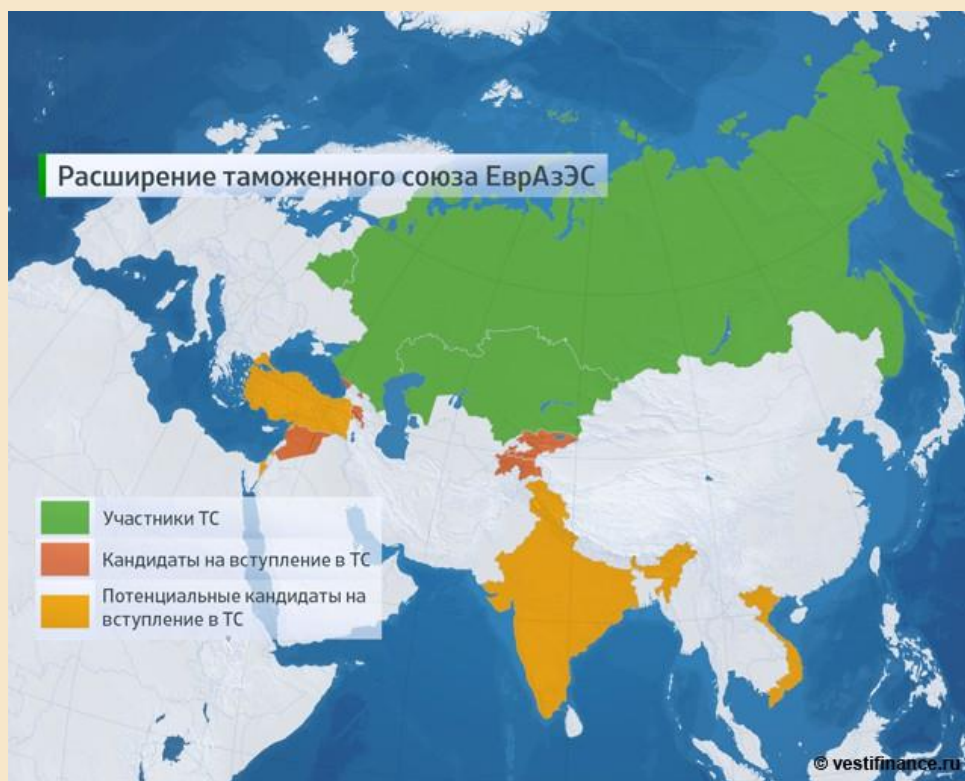 Расширение таможенного союза ЕврАзЭС
Участники ТС
Кандидаты на вступление в ТС
Потенциальные кандидаты на
вступление в ТС
© vestifinance.ru